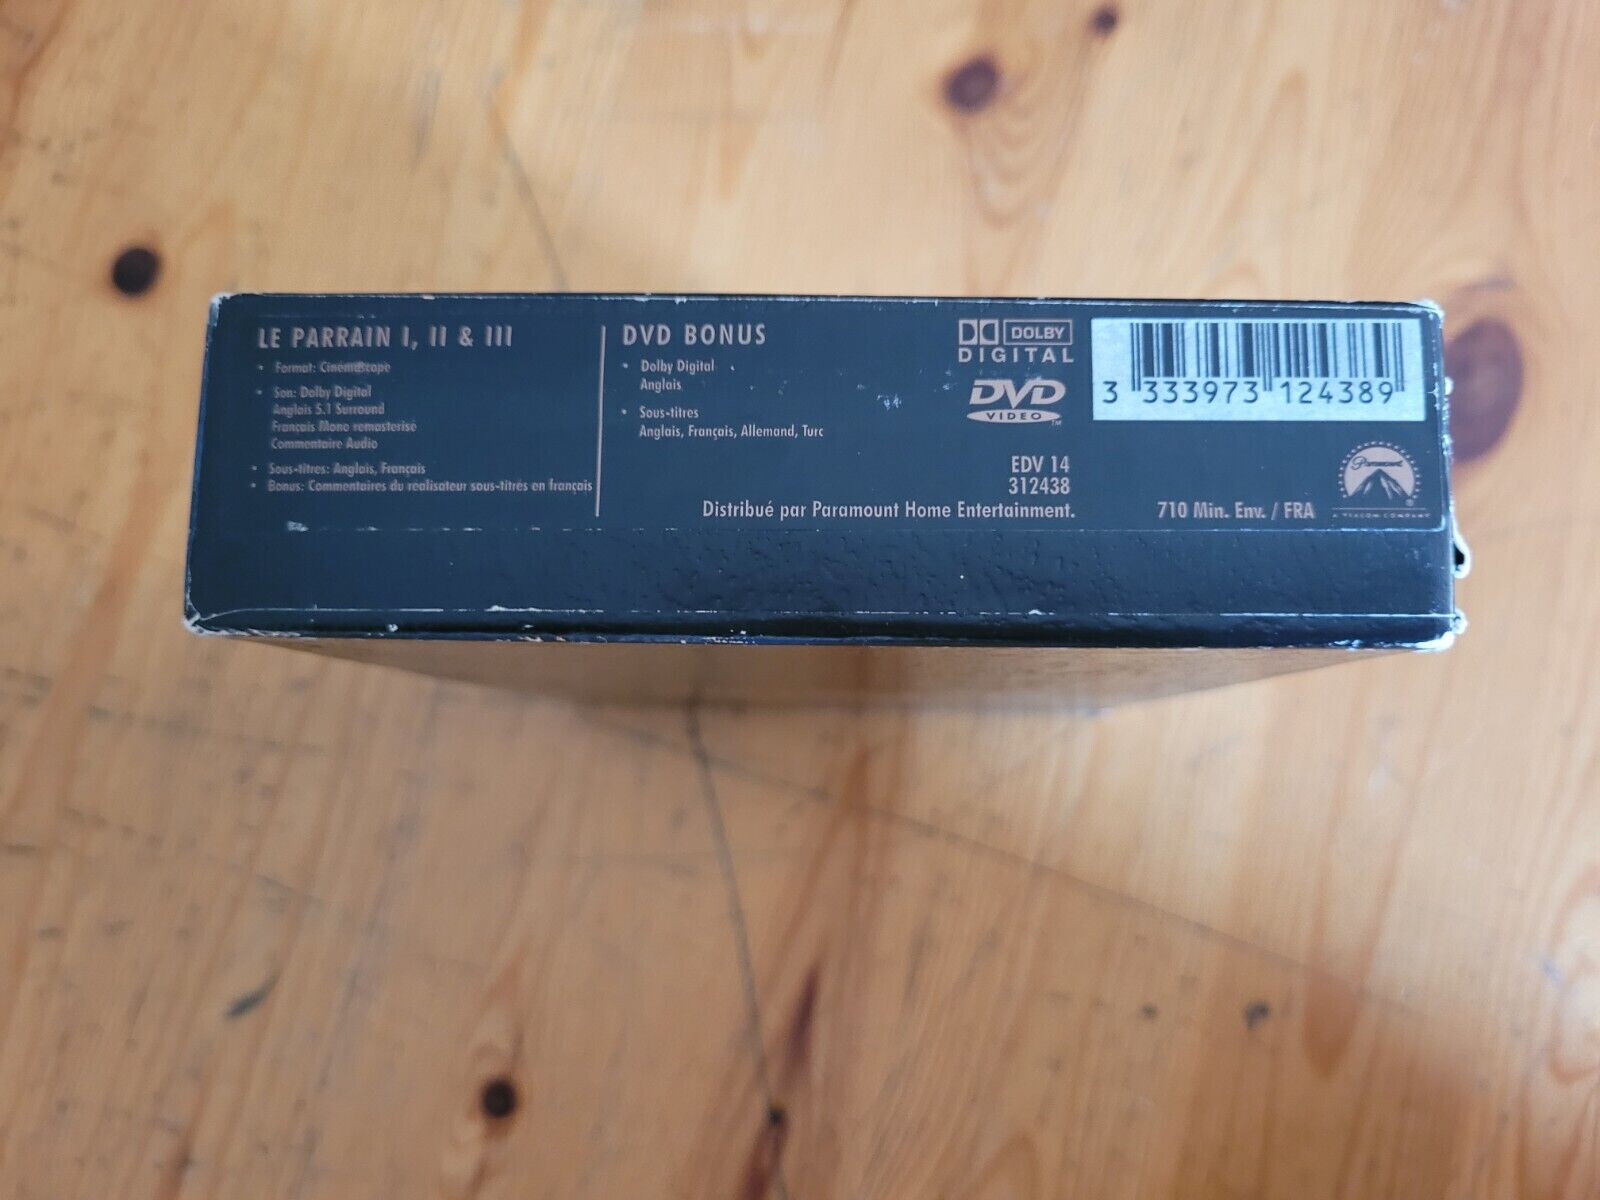 LE PARRAIN I, II & III
• Format: Cinémascope
• Son: Dolby Digital
Anglais 5.1 Surround
Français Mono remasterisé
Commentaire Audio
• Sous-titres: Anglais, Français
• Bonus: Commentaires du réalisateur sous-titrés en français
DVD BONUS
• Dolby Digital
Anglais
• Sous-titres
Anglais, Français, Allemand, Turc
DOLBY
DIGITAL
DVD
VIDEO™
EDV 14
312438
Distribué par Paramount Home Entertainment.
3 333973 124389
Paramount
®
A VIACOM COMPANY
710 Min. Env. / FRA